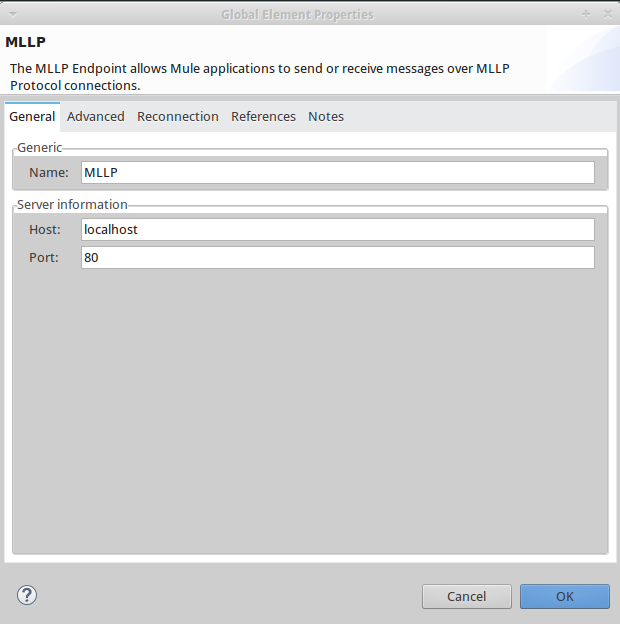 Global Element Properties
MLLP
The MLLP Endpoint allows Mule applications to send or receive messages over MLLP
Protocol connections.
General Advanced Reconnection References Notes
Generic
Name: MLLP
Server information
Host: localhost
Port: 80
? Cancel OK